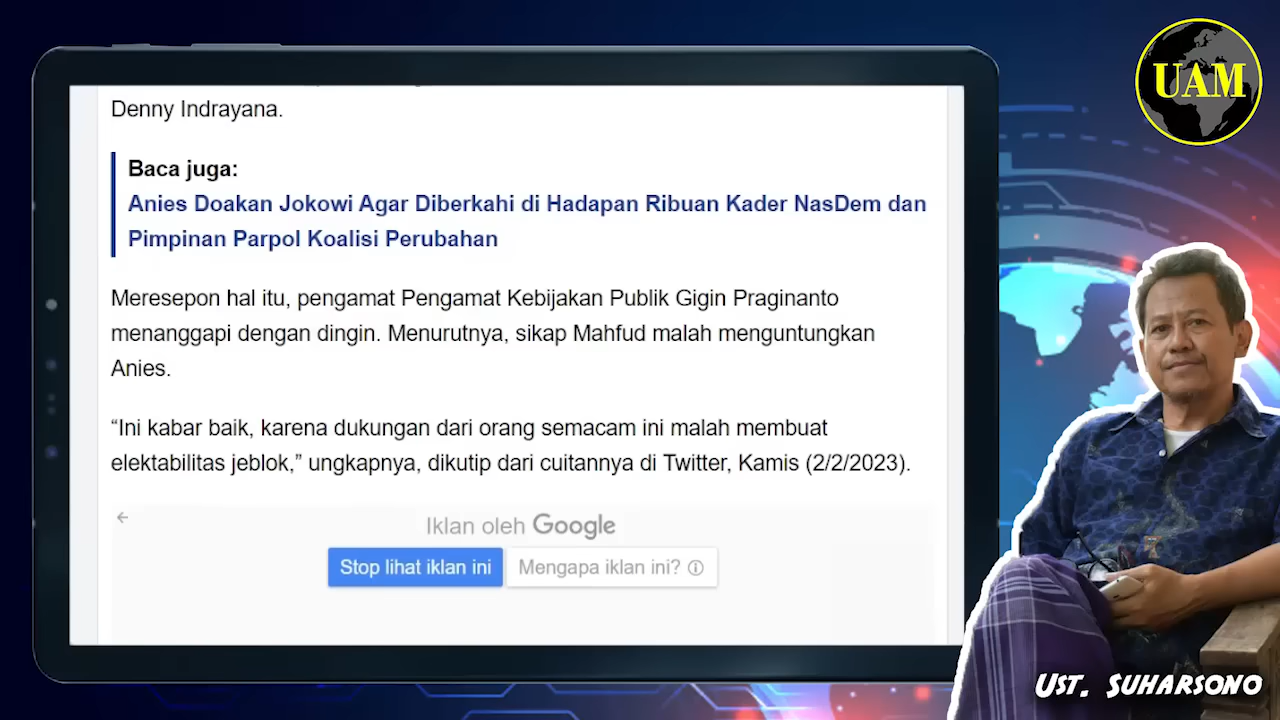 UAM
Denny Indrayana.
Baca juga:
Anies Doakan Jokowi Agar Diberkahi di Hadapan Ribuan Kader NasDem dan
Pimpinan Parpol Koalisi Perubahan
Meresepon hal itu, pengamat Pengamat Kebijakan Publik Gigin Praginanto
menanggapi dengan dingin. Menurutnya, sikap Mahfud malah menguntungkan
Anies.
“Ini kabar baik, karena dukungan dari orang semacam ini malah membuat
elektabilitas jeblok,” ungkapnya, dikutip dari cuitannya di Twitter, Kamis (2/2/2023).
Iklan oleh Google
Stop lihat iklan ini Mengapa iklan ini?
UST. SUHARSONO